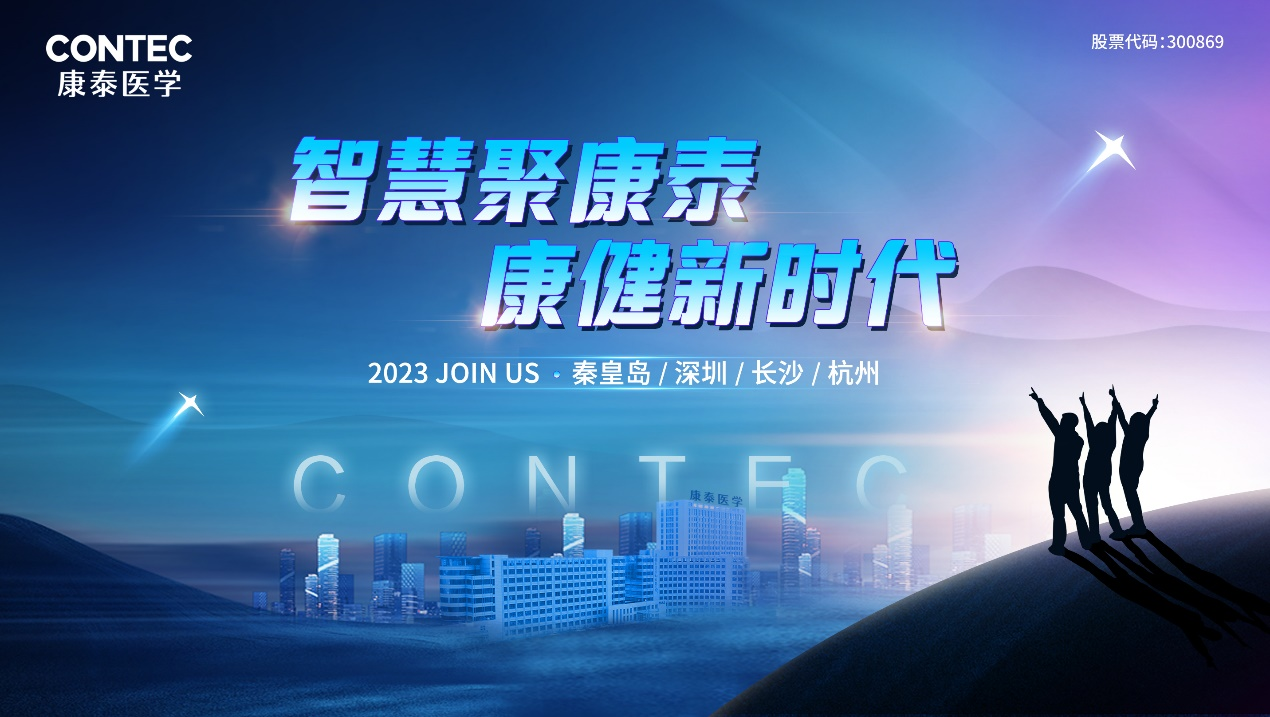 CONTEC
康泰医学
股票代码:300869
智慧聚康泰
康健新时代
2023 JOIN US · 秦皇岛 / 深圳 / 长沙 / 杭州
CONTEC
康泰医学